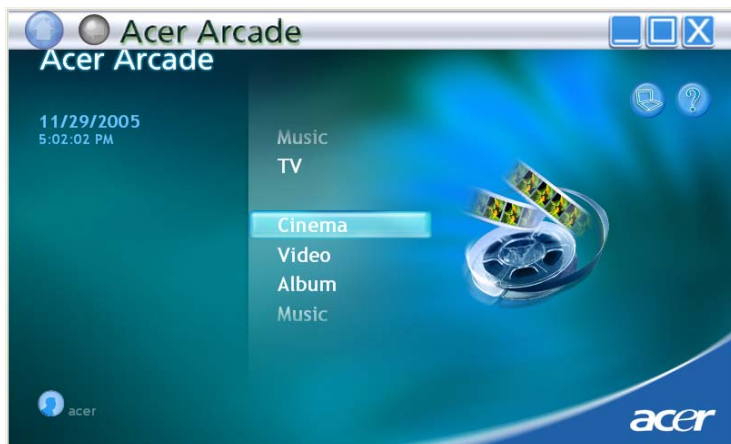 Acer Arcade
Acer Arcade
11/29/2005
5:02:02 PM
Music
TV
Cinema
Video
Album
Music
acer
acer